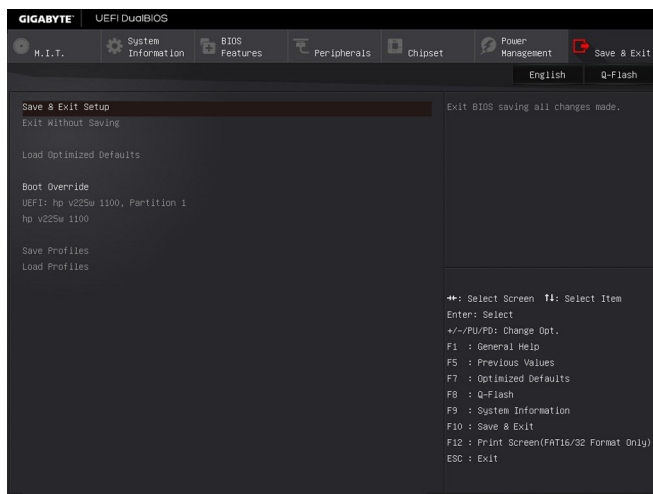 GIGABYTE™ UEFI DualBIOS
M.I.T.
System Information
BIOS Features
Peripherals
Chipset
Power Management
Save & Exit
English
Q-Flash
Save & Exit Setup
Exit Without Saving
Load Optimized Defaults
Boot Override
UEFI: hp v225w 1100, Partition 1
hp v225w 1100
Save Profiles
Load Profiles
Exit BIOS saving all changes made.
→←: Select Screen ↑↓: Select Item
Enter: Select
+/-/PU/PD: Change Opt.
F1 : General Help
F5 : Previous Values
F7 : Optimized Defaults
F8 : Q-Flash
F9 : System Information
F10 : Save & Exit
F12 : Print Screen(FAT16/32 Format Only)
ESC : Exit